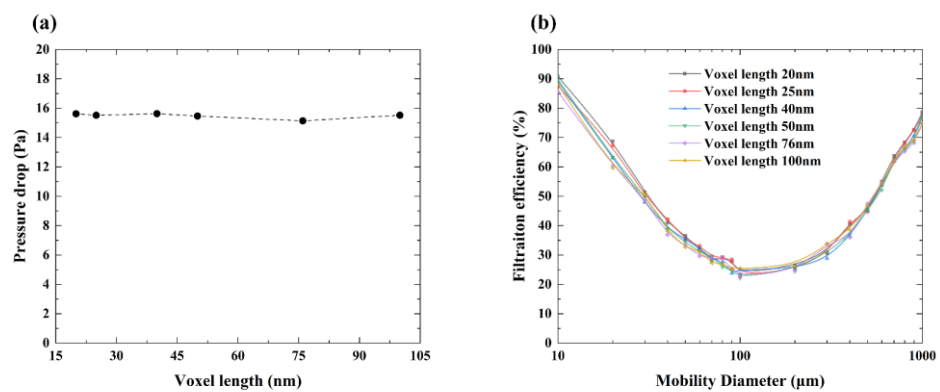 (a)
20
18
16
14
12
10
8
6
4
2
0
Pressure drop (Pa)
15 30 45 60 75 90 105
Voxel length (nm)
(b)
100
90
80
70
60
50
40
30
20
10
0
Filtraiton efficiency (%)
Voxel length 20nm
Voxel length 25nm
Voxel length 40nm
Voxel length 50nm
Voxel length 76nm
Voxel length 100nm
10 100 1000
Mobility Diameter (μm)